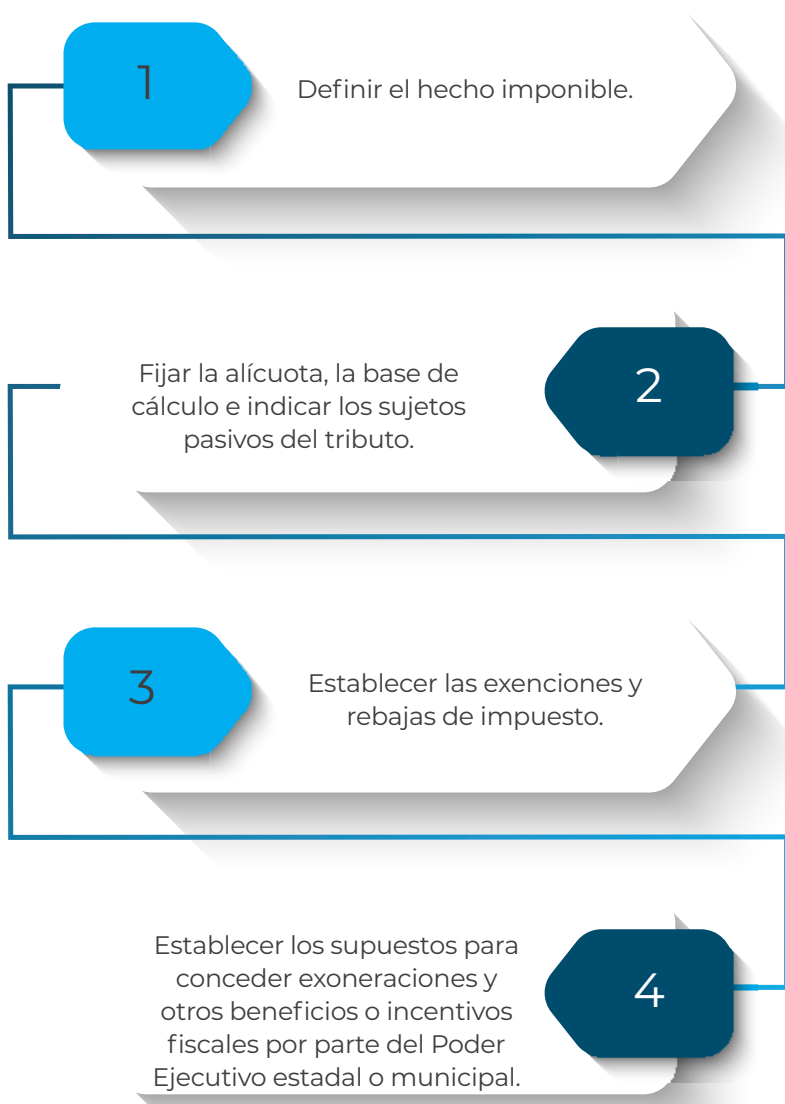 1
Definir el hecho imponible.
2
Fijar la alícuota, la base de
cálculo e indicar los sujetos
pasivos del tributo.
3
Establecer las exenciones y
rebajas de impuesto.
4
Establecer los supuestos para
conceder exoneraciones y
otros beneficios o incentivos
fiscales por parte del Poder
Ejecutivo estadal o municipal.